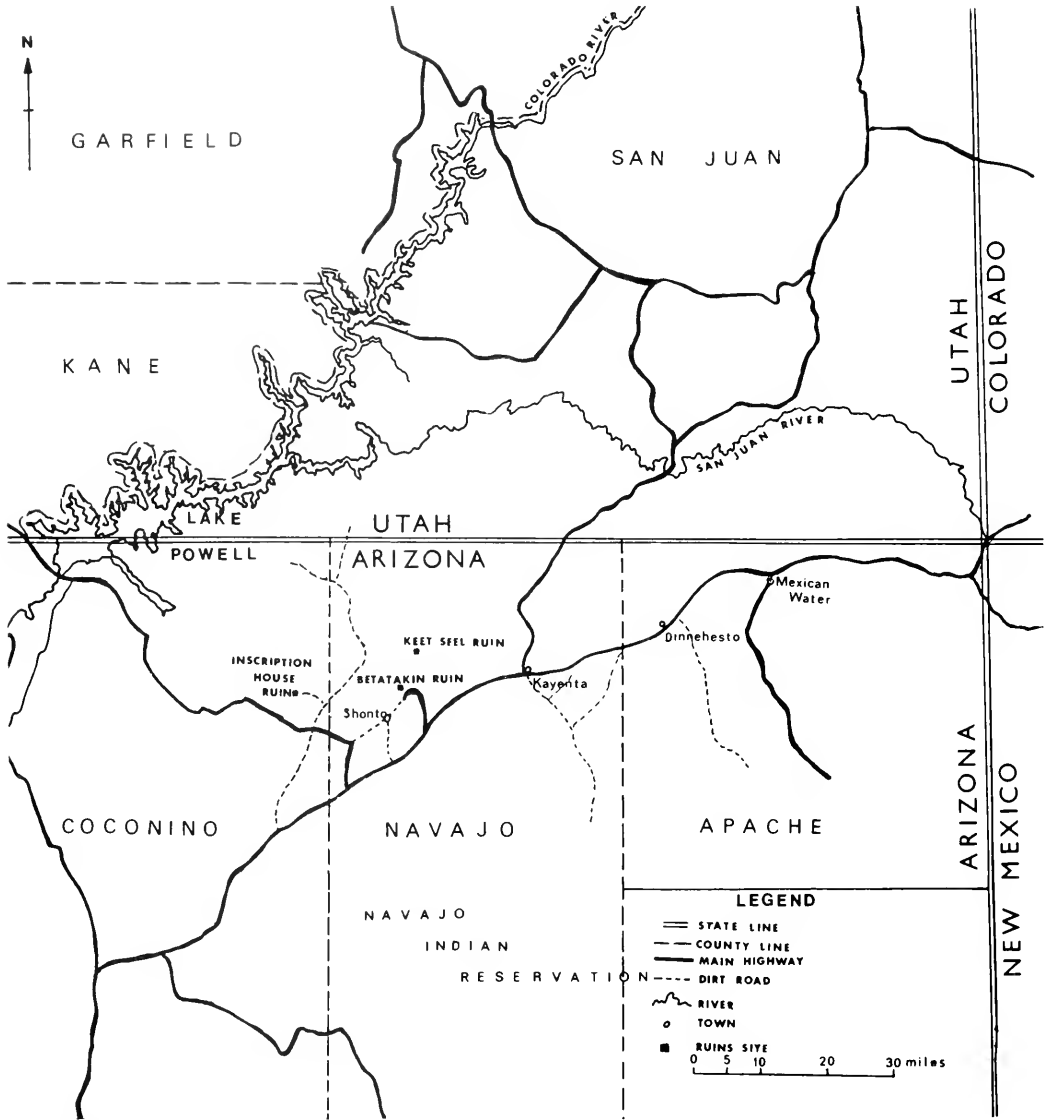 N
COLORADO RIVER
GARFIELD
SAN JUAN
UTAH
COLORADO
KANE
SAN JUAN RIVER
LAKE
POWELL
UTAH
ARIZONA
Mexican
Water
Dinnehesto
KEET SEEL RUIN
INSCRIPTION
HOUSE
RUIN
BETATAKIN RUIN
Kayenta
Shonto
COCONINO
NAVAJO
APACHE
ARIZONA
NEW MEXICO
NAVAJO
INDIAN
RESERVATION
LEGEND
STATE LINE
COUNTY LINE
MAIN HIGHWAY
DIRT ROAD
RIVER
TOWN
RUINS SITE
0 5 10 20 30 miles